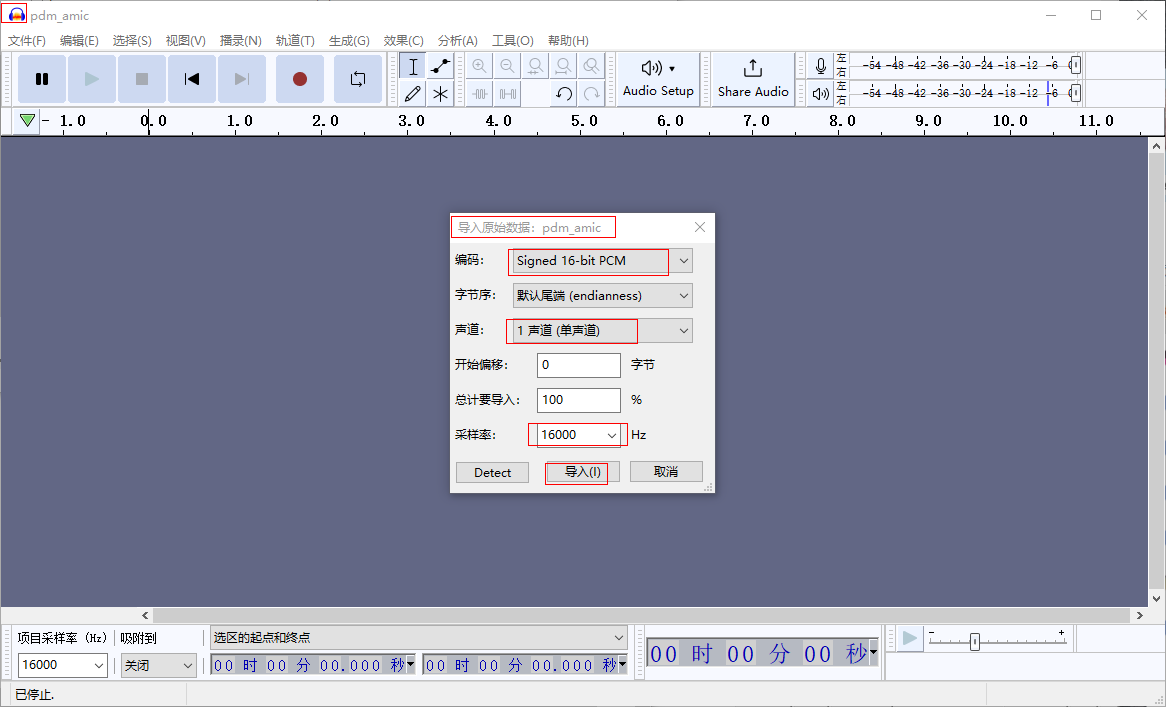 pdm_amic
文件(F) 编辑(E) 选择(S) 视图(V) 播录(N) 轨道(T) 生成(G) 效果(C) 分析(A) 工具(O) 帮助(H)
Audio Setup
Share Audio
左
右
-54 -48 -42 -36 -30 -24 -18 -12 -6 0
左
右
-54 -48 -42 -36 -30 -24 -18 -12 -6 0
- 1.0 0.0 1.0 2.0 3.0 4.0 5.0 6.0 7.0 8.0 9.0 10.0 11.0
导入原始数据: pdm_amic
编码: Signed 16-bit PCM
字节序: 默认尾端 (endianness)
声道: 1 声道 (单声道)
开始偏移: 0 字节
总计要导入: 100 %
采样率: 16000 Hz
Detect 导入(I) 取消
项目采样率 (Hz) 吸附到 选区的起点和终点
16000 关闭 00 时 00 分 00.000 秒 00 时 00 分 00.000 秒
00 时 00 分 00 秒
- +
已停止.